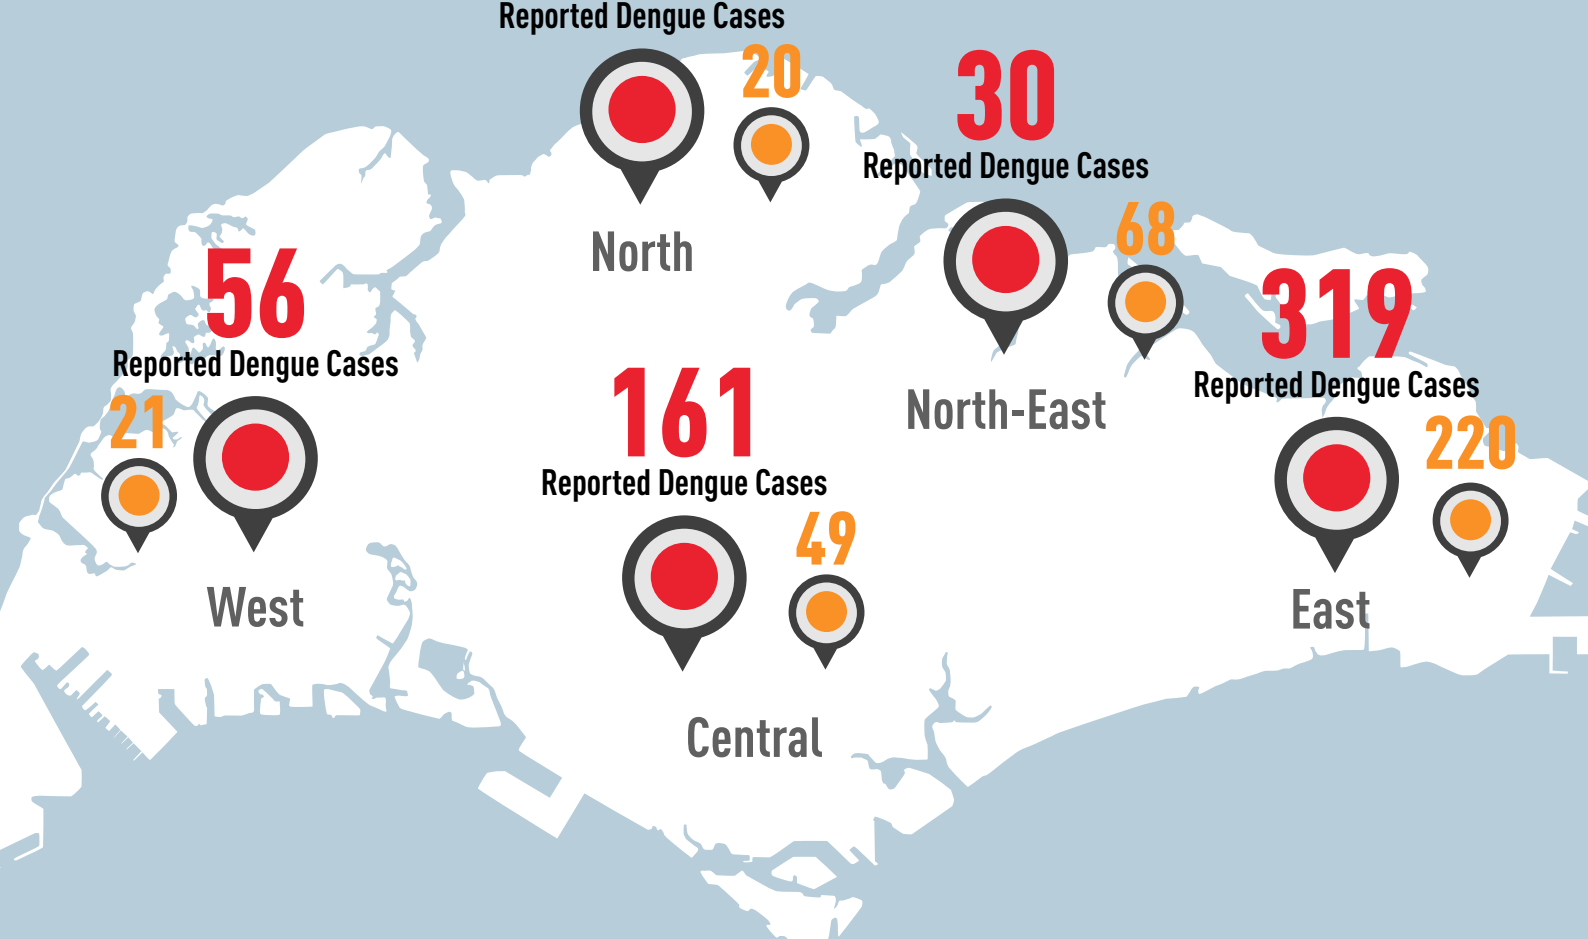 Reported Dengue Cases
20
North
30
Reported Dengue Cases
68
North-East
56
Reported Dengue Cases
21
West
161
Reported Dengue Cases
49
Central
319
Reported Dengue Cases
220
East